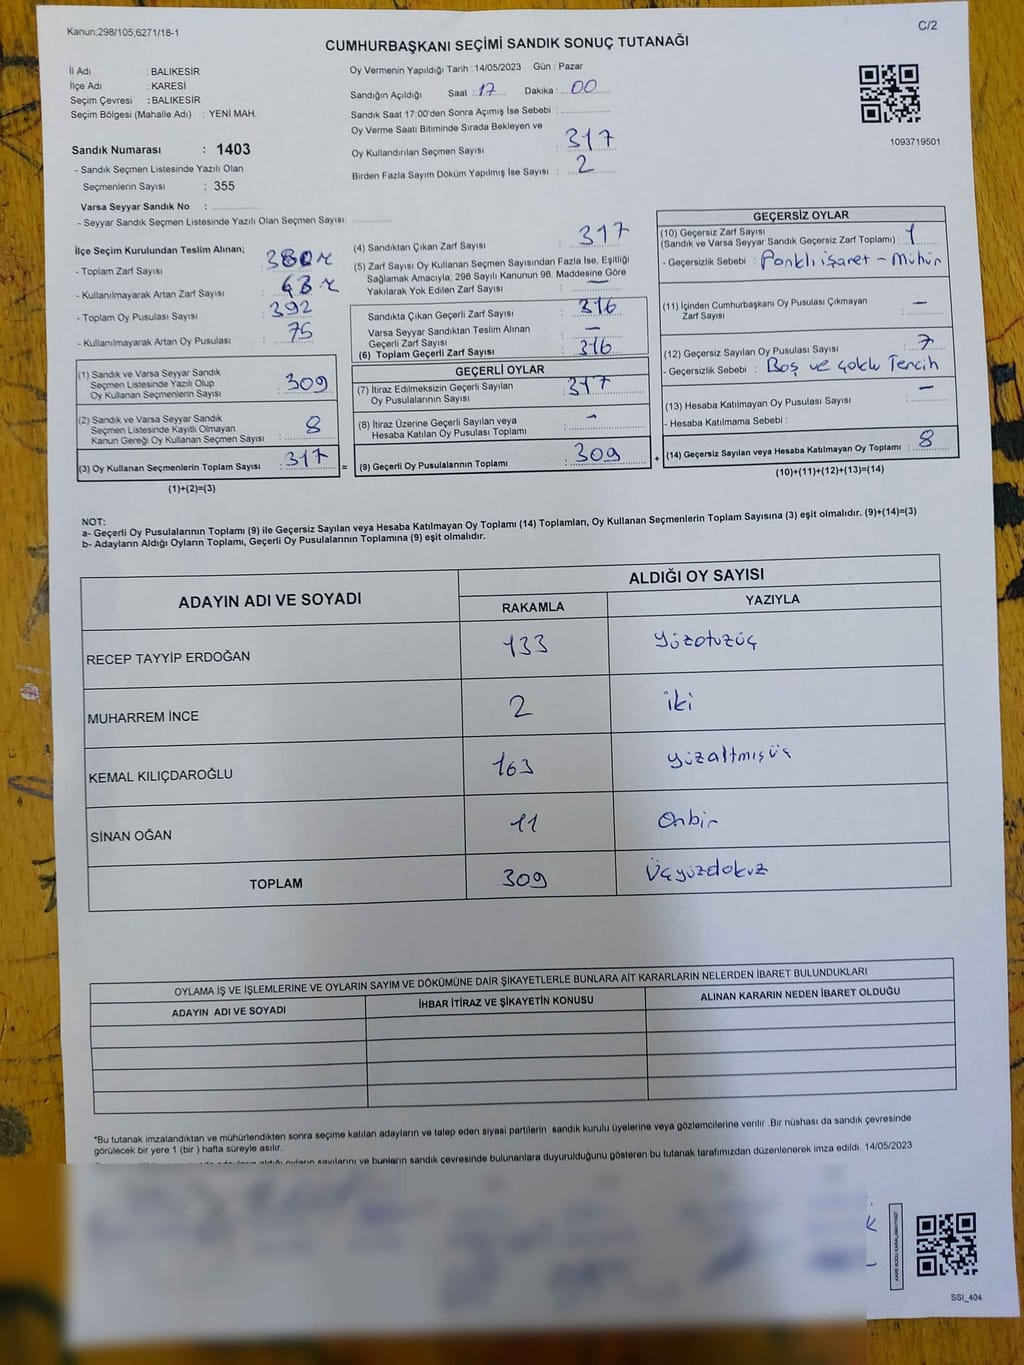 Kanun;298/105,6271/18-1
C/2
CUMHURBAŞKANI SEÇİMİ SANDIK SONUÇ TUTANAĞI
İl Adı : BALIKESİR
İlçe Adı : KARESİ
Seçim Çevresi : BALIKESİR
Seçim Bölgesi (Mahalle Adı) : YENİ MAH.
Sandık Numarası : 1403
- Sandık Seçmen Listesinde Yazılı Olan
Seçmenlerin Sayısı : 355
Varsa Seyyar Sandık No :
- Seyyar Sandık Seçmen Listesinde Yazılı Olan Seçmen Sayısı:
Oy Vermenin Yapıldığı Tarih :14/05/2023 Gün : Pazar
Sandığın Açıldığı Saat : 17 Dakika : 00
Sandık Saat 17:00'den Sonra Açımış İse Sebebi :
Oy Verme Saati Bitiminde Sırada Bekleyen ve
Oy Kullandırılan Seçmen Sayısı : 317
Birden Fazla Sayım Döküm Yapılmış İse Sayısı : 2
1093719501
İlçe Seçim Kurulundan Teslim Alınan;
- Toplam Zarf Sayısı : 380
- Kullanılmayarak Artan Zarf Sayısı : 63
- Toplam Oy Pusulası Sayısı : 392
- Kullanılmayarak Artan Oy Pusulası : 75
(1) Sandık ve Varsa Seyyar Sandık
Seçmen Listesinde Yazılı Olup
Oy Kullanan Seçmenlerin Sayısı : 309
(2) Sandık ve Varsa Seyyar Sandık
Seçmen Listesinde Kayıtlı Olmayan
Kanun Gereği Oy Kullanan Seçmen Sayısı : 8
(3) Oy Kullanan Seçmenlerin Toplam Sayısı : 317 =
(1)+(2)=(3)
(4) Sandıktan Çıkan Zarf Sayısı : 317
(5) Zarf Sayısı Oy Kullanan Seçmen Sayısından Fazla İse, Eşitliği
Sağlamak Amacıyla, 298 Sayılı Kanunun 98. Maddesine Göre
Yakılarak Yok Edilen Zarf Sayısı : —
Sandıkta Çıkan Geçerli Zarf Sayısı : 316
Varsa Seyyar Sandıktan Teslim Alınan
Geçerli Zarf Sayısı : —
(6) Toplam Geçerli Zarf Sayısı : 316
GEÇERLİ OYLAR
(7) İtiraz Edilmeksizin Geçerli Sayılan
Oy Pusulalarının Sayısı : 317
(8) İtiraz Üzerine Geçerli Sayılan veya
Hesaba Katılan Oy Pusulası Toplamı : -
(9) Geçerli Oy Pusulalarının Toplamı : 309 +
GEÇERSİZ OYLAR
(10) Geçersiz Zarf Sayısı
(Sandık ve Varsa Seyyar Sandık Geçersiz Zarf Toplamı) : 1
- Geçersizlik Sebebi : Farklı işaret - Mühür
(11) İçinden Cumhurbaşkanı Oy Pusulası Çıkmayan
Zarf Sayısı : —
(12) Geçersiz Sayılan Oy Pusulası Sayısı : 7
- Geçersizlik Sebebi : Boş ve çoklu Tercih
(13) Hesaba Katılmayan Oy Pusulası Sayısı : —
- Hesaba Katılmama Sebebi :
(14) Geçersiz Sayılan veya Hesaba Katılmayan Oy Toplamı : 8
(10)+(11)+(12)+(13)=(14)
NOT:
a- Geçerli Oy Pusulalarının Toplamı (9) ile Geçersiz Sayılan veya Hesaba Katılmayan Oy Toplamı (14) Toplamları, Oy Kullanan Seçmenlerin Toplam Sayısına (3) eşit olmalıdır. (9)+(14)=(3)
b- Adayların Aldığı Oyların Toplamı, Geçerli Oy Pusulalarının Toplamına (9) eşit olmalıdır.
ADAYIN ADI VE SOYADI ALDIĞI OY SAYISI
RAKAMLA YAZIYLA
RECEP TAYYİP ERDOĞAN 133 yüzotuzüç
MUHARREM İNCE 2 iki
KEMAL KILIÇDAROĞLU 163 yüzaltmışüç
SİNAN OĞAN 11 Onbir
TOPLAM 309 Üçyüzdokuz
OYLAMA İŞ VE İŞLEMLERİNE VE OYLARIN SAYIM VE DÖKÜMÜNE DAİR ŞİKAYETLERLE BUNLARA AİT KARARLARIN NELERDEN İBARET BULUNDUKLARI
ADAYIN ADI VE SOYADI İHBAR İTİRAZ VE ŞİKAYETİN KONUSU ALINAN KARARIN NEDEN İBARET OLDUĞU
*Bu tutanak imzalandıktan ve mühürlendikten sonra seçime katılan adayların ve talep eden siyasi partilerin sandık kurulu üyelerine veya gözlemcilerine verilir .Bir nüshası da sandık çevresinde
görülecek bir yere 1 (bir ) hafta süreyle asılır.
adayların aldığı oyların sayılarını ve bunların sandık çevresinde bulunanlara duyurulduğunu gösteren bu tutanak tarafımızdan düzenlenerek imza edildi. 14/05/2023
SSI_404